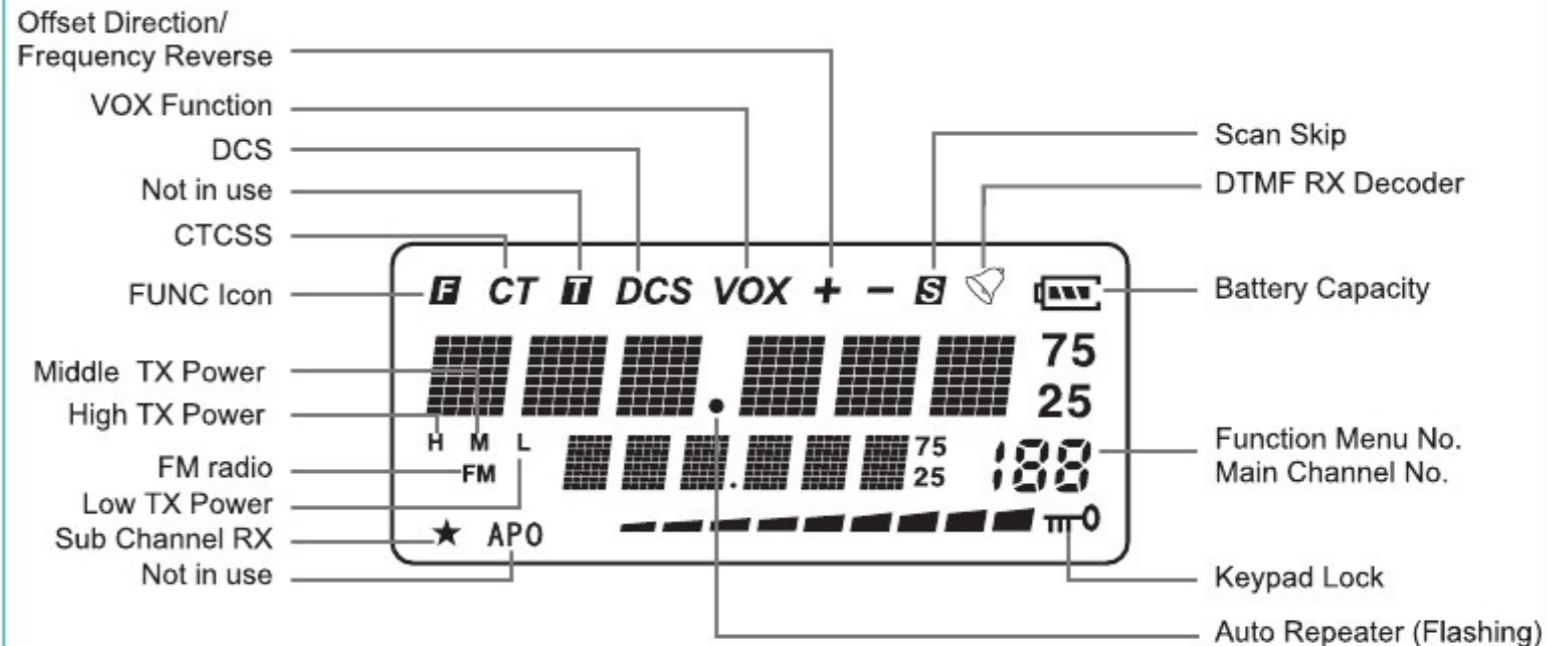 Offset Direction/
Frequency Reverse
VOX Function
DCS
Not in use
CTCSS
FUNC Icon
Middle TX Power
High TX Power
FM radio
Low TX Power
Sub Channel RX
Not in use
F CT T DCS VOX + - S
75
25
H M L
FM
75
25
188
★ APO
Scan Skip
DTMF RX Decoder
Battery Capacity
Function Menu No.
Main Channel No.
Keypad Lock
Auto Repeater (Flashing)